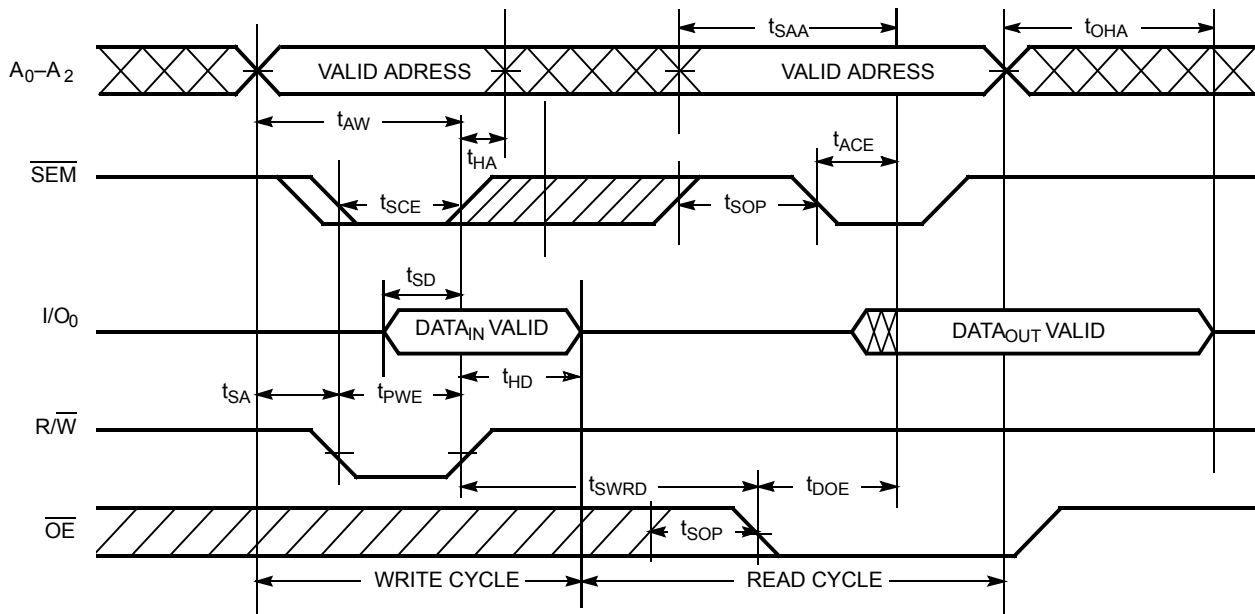 tSAA tOHA
A0–A2 VALID ADRESS VALID ADRESS
tAW
tHA tACE
SEM
tSCE tSOP
tSD
I/O0 DATAIN VALID DATAOUT VALID
tSA tPWE tHD
R/W
tSWRD tDOE
OE tSOP
WRITE CYCLE READ CYCLE